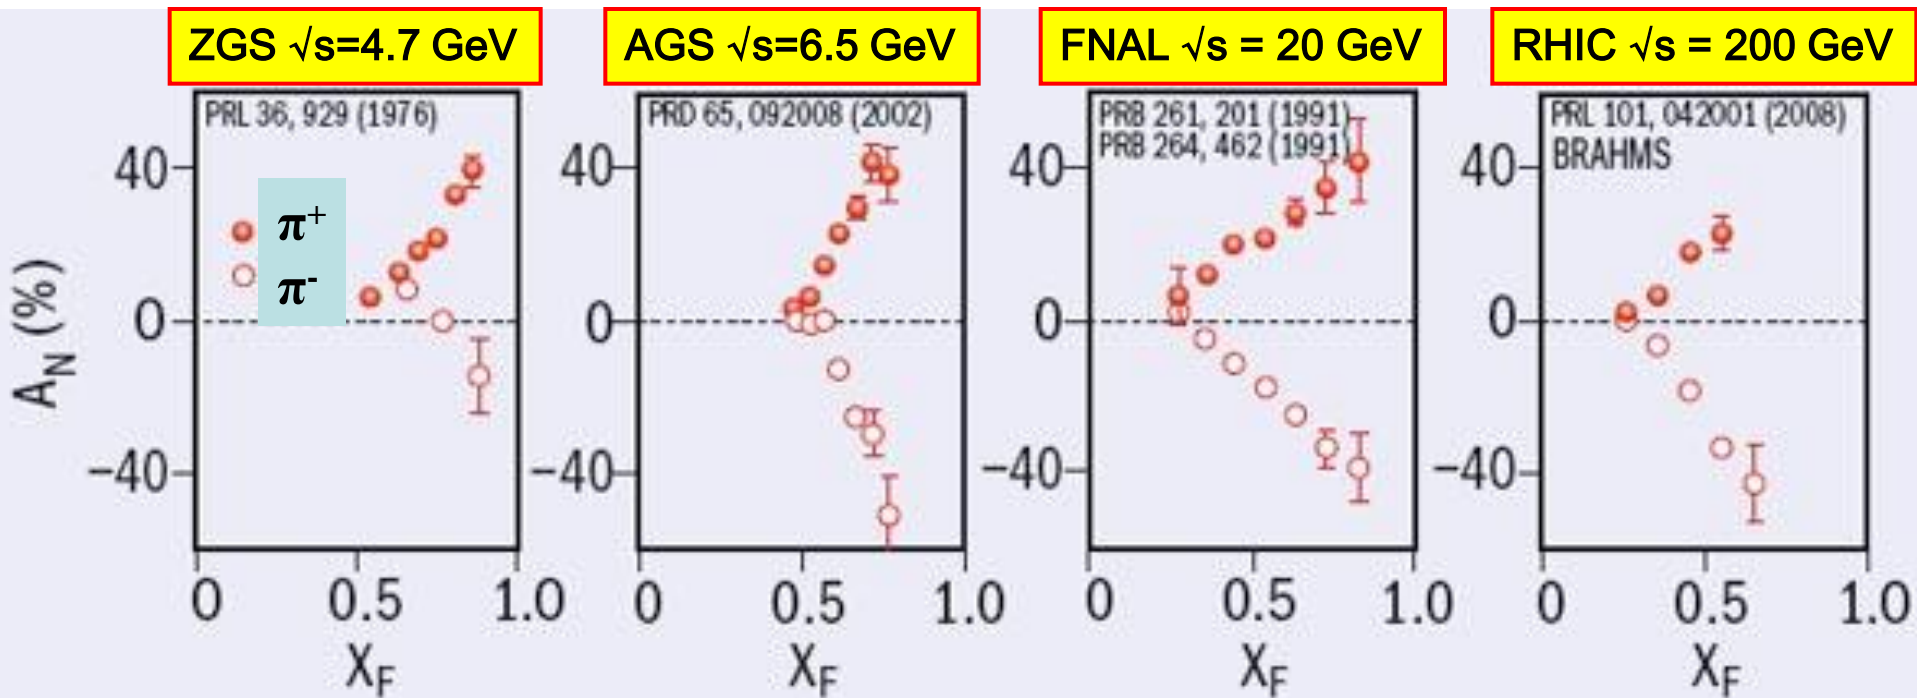 ZGS √s=4.7 GeV
AGS √s=6.5 GeV
FNAL √s = 20 GeV
RHIC √s = 200 GeV
PRL 36, 929 (1976)
PRD 65, 092008 (2002)
PRB 261, 201 (1991)
PRB 264, 462 (1991)
PRL 101, 042001 (2008)
BRAHMS
A_N (%)
40
0
−40
π⁺
π⁻
0 0.5 1.0
X_F
40
0
−40
0 0.5 1.0
X_F
40
0
−40
0 0.5 1.0
X_F
40
0
−40
0 0.5 1.0
X_F